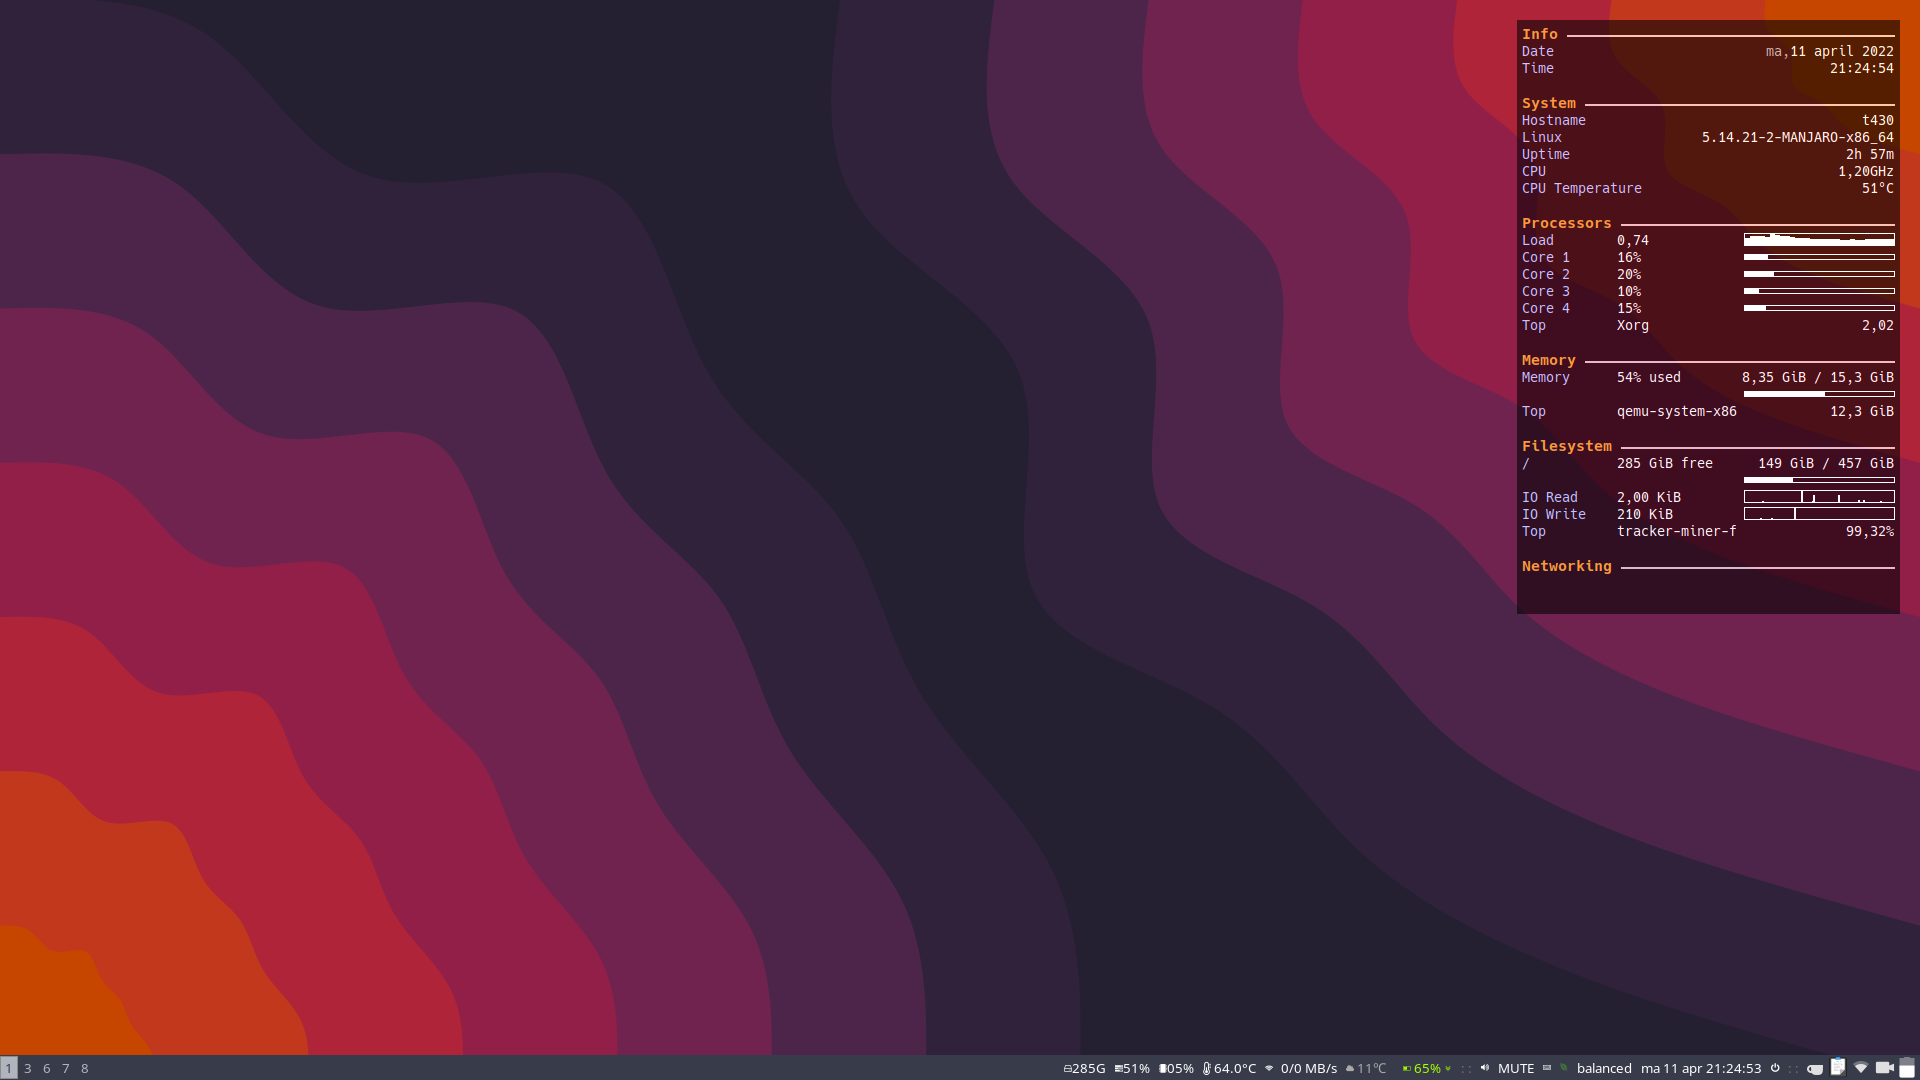 Info
Date ma,11 april 2022
Time 21:24:54
System
Hostname t430
Linux 5.14.21-2-MANJARO-x86_64
Uptime 2h 57m
CPU 1,20GHz
CPU Temperature 51°C
Processors
Load 0,74
Core 1 16%
Core 2 20%
Core 3 10%
Core 4 15%
Top Xorg 2,02
Memory
Memory 54% used 8,35 GiB / 15,3 GiB
Top qemu-system-x86 12,3 GiB
Filesystem
/ 285 GiB free 149 GiB / 457 GiB
IO Read 2,00 KiB
IO Write 210 KiB
Top tracker-miner-f 99,32%
Networking
1 3 6 7 8 285G 51% 05% 64.0°C 0/0 MB/s 11°C 65% :: MUTE balanced ma 11 apr 21:24:53 ::